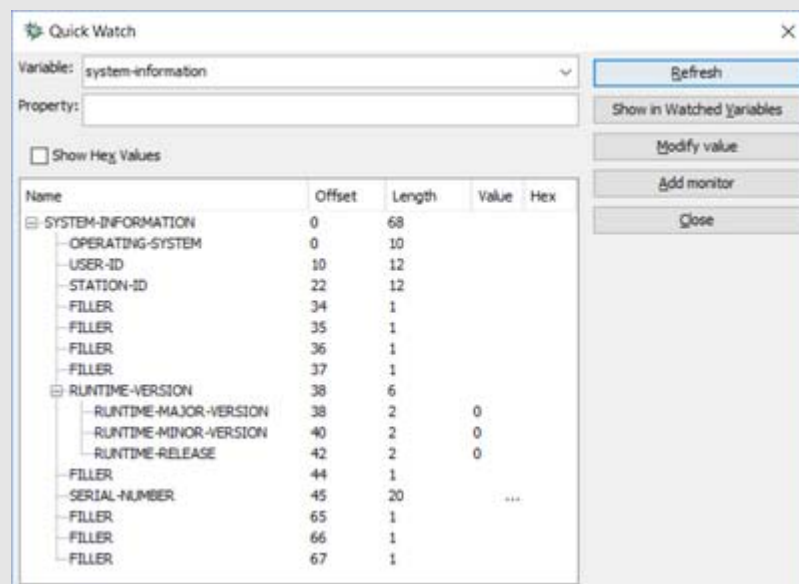 Quick Watch
Variable: system-information
Refresh
Property:
Show in Watched Variables
Show Hex Values
Modify value
Add monitor
Close
Name Offset Length Value Hex
SYSTEM-INFORMATION 0 68
OPERATING-SYSTEM 0 10
USER-ID 10 12
STATION-ID 22 12
FILLER 34 1
FILLER 35 1
FILLER 36 1
FILLER 37 1
RUNTIME-VERSION 38 6
RUNTIME-MAJOR-VERSION 38 2 0
RUNTIME-MINOR-VERSION 40 2 0
RUNTIME-RELEASE 42 2 0
FILLER 44 1
SERIAL-NUMBER 45 20 ...
FILLER 65 1
FILLER 66 1
FILLER 67 1